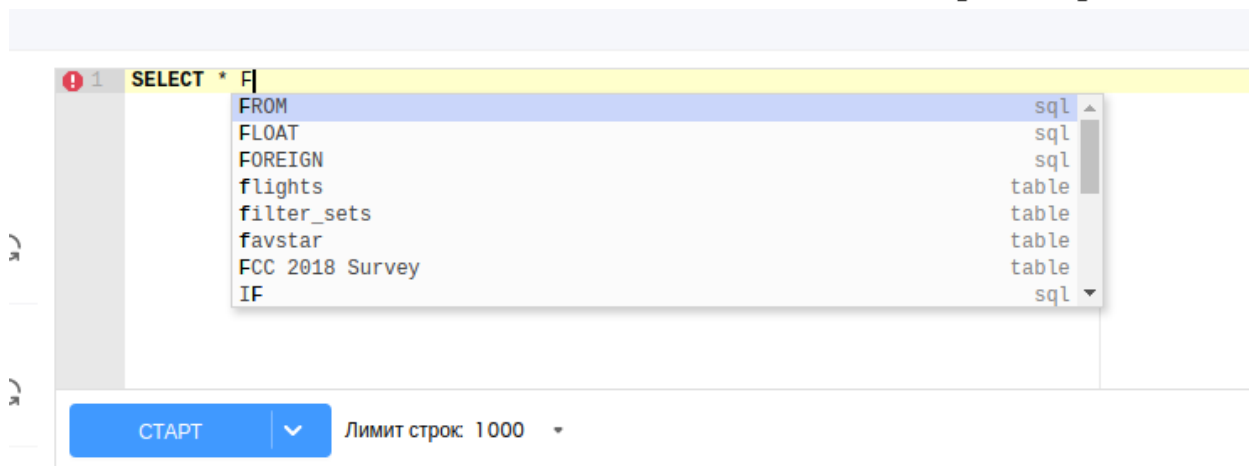 1 SELECT * F
FROM sql
FLOAT sql
FOREIGN sql
flights table
filter_sets table
favstar table
FCC 2018 Survey table
IF sql
СТАРТ Лимит строк: 1000